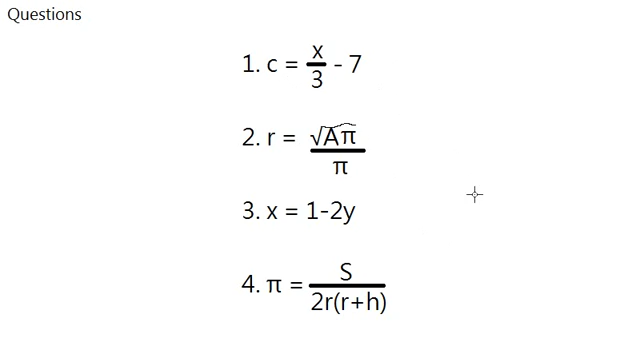 Questions
1. c = x/3 - 7
2. r = √Aπ/π
3. x = 1-2y
4. π = S/2r(r+h)